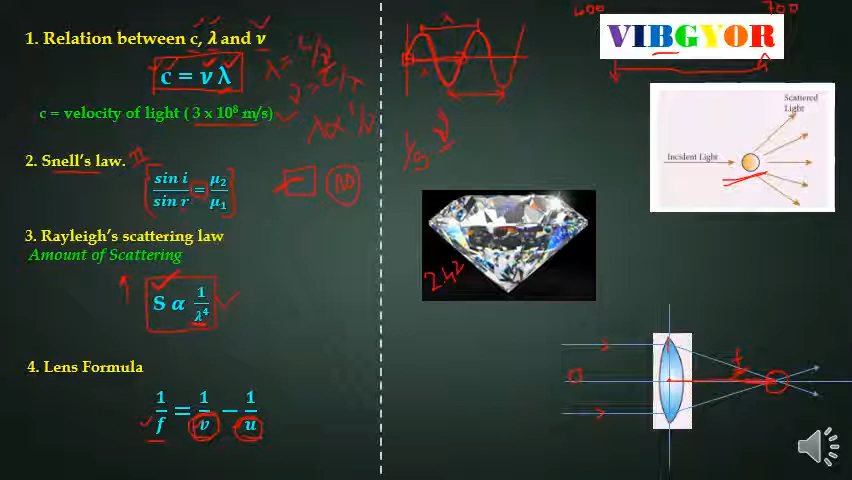 1. Relation between c, λ and ν
c = ν λ
c = velocity of light ( 3 x 10⁸ m/s)
2. Snell's law.
sin i / sin r = μ₂ / μ₁
3. Rayleigh's scattering law
Amount of Scattering
S α 1/λ⁴
4. Lens Formula
1/f = 1/v − 1/u
λ
400
700
VIBGYOR
Scattered
Light
Incident Light
2.42
f